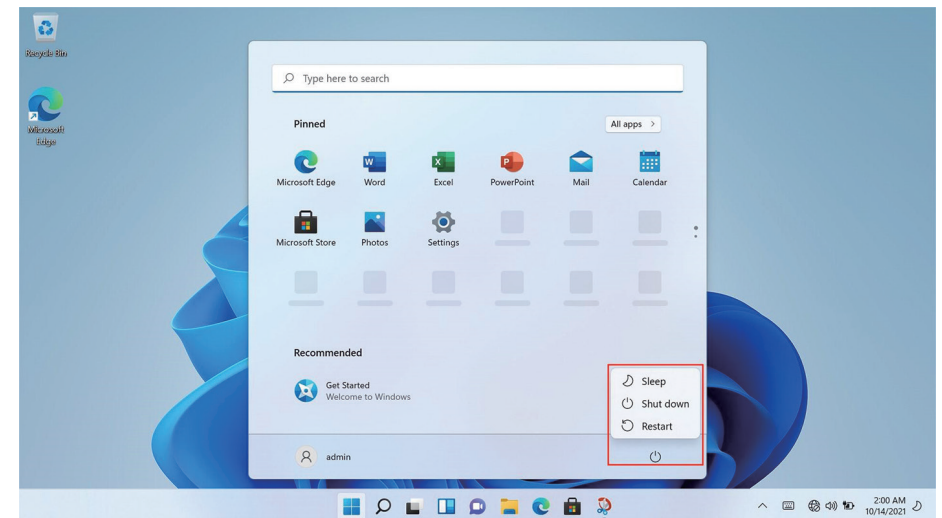 Recycle Bin
Microsoft
Edge
Type here to search
Pinned
All apps >
Microsoft Edge
Word
Excel
PowerPoint
Mail
Calendar
Microsoft Store
Photos
Settings
Recommended
Get Started
Welcome to Windows
Sleep
Shut down
Restart
admin
2:00 AM
10/14/2021